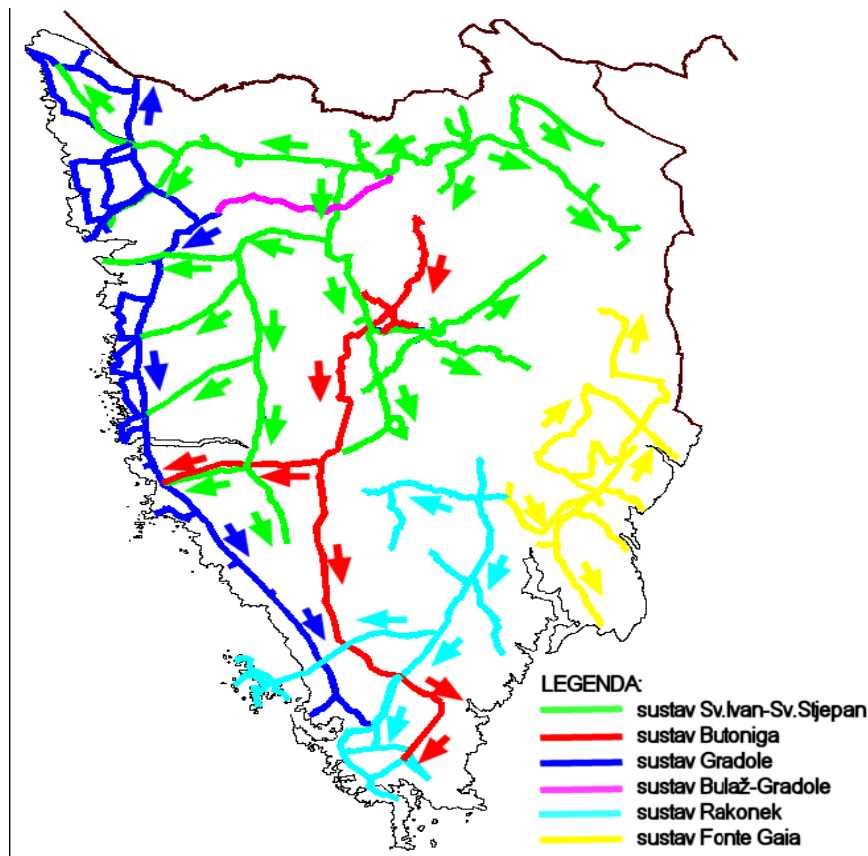 LEGENDA:
sustav Sv.Ivan-Sv.Stjepan
sustav Butoniga
sustav Gradole
sustav Bulaž-Gradole
sustav Rakonek
sustav Fonte Gaia